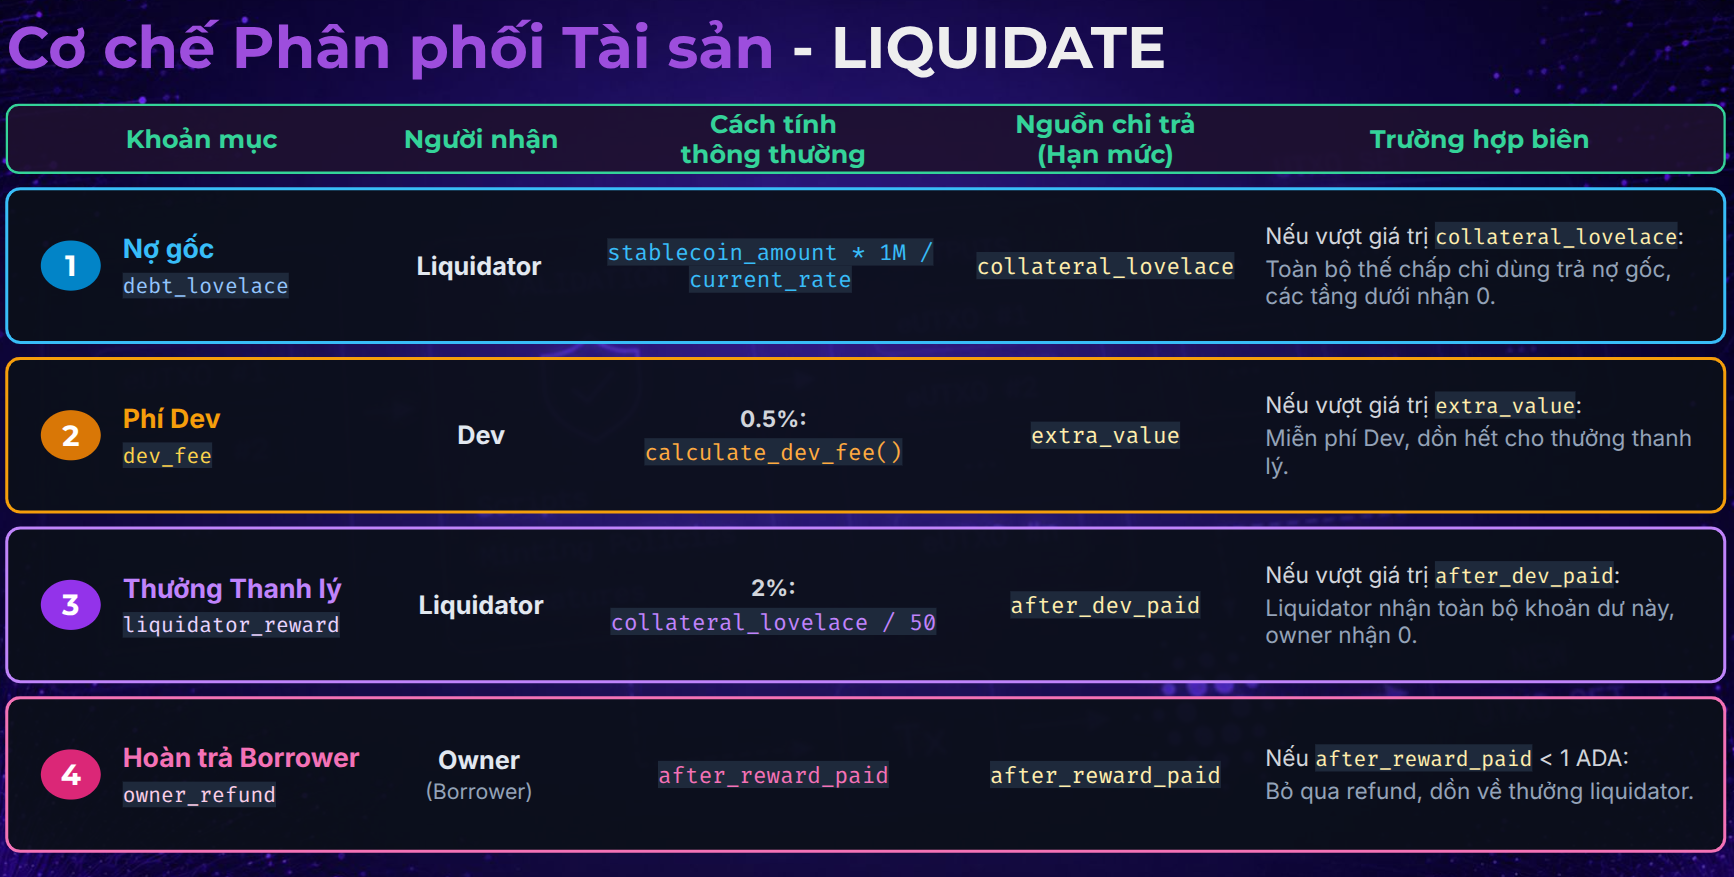 Cơ chế Phân phối Tài sản - LIQUIDATE
Khoản mục
Người nhận
Cách tính
thông thường
Nguồn chi trả
(Hạn mức)
Trường hợp biên
1
Nợ gốc
debt_lovelace
Liquidator
stablecoin_amount * 1M /
current_rate
collateral_lovelace
Nếu vượt giá trị collateral_lovelace:
Toàn bộ thế chấp chỉ dùng trả nợ gốc,
các tầng dưới nhận 0.
2
Phí Dev
dev_fee
Dev
0.5%:
calculate_dev_fee()
extra_value
Nếu vượt giá trị extra_value:
Miễn phí Dev, dồn hết cho thưởng thanh
lý.
3
Thưởng Thanh lý
liquidator_reward
Liquidator
2%:
collateral_lovelace / 50
after_dev_paid
Nếu vượt giá trị after_dev_paid:
Liquidator nhận toàn bộ khoản dư này,
owner nhận 0.
4
Hoàn trả Borrower
owner_refund
Owner
(Borrower)
after_reward_paid
after_reward_paid
Nếu after_reward_paid < 1 ADA:
Bỏ qua refund, dồn về thưởng liquidator.